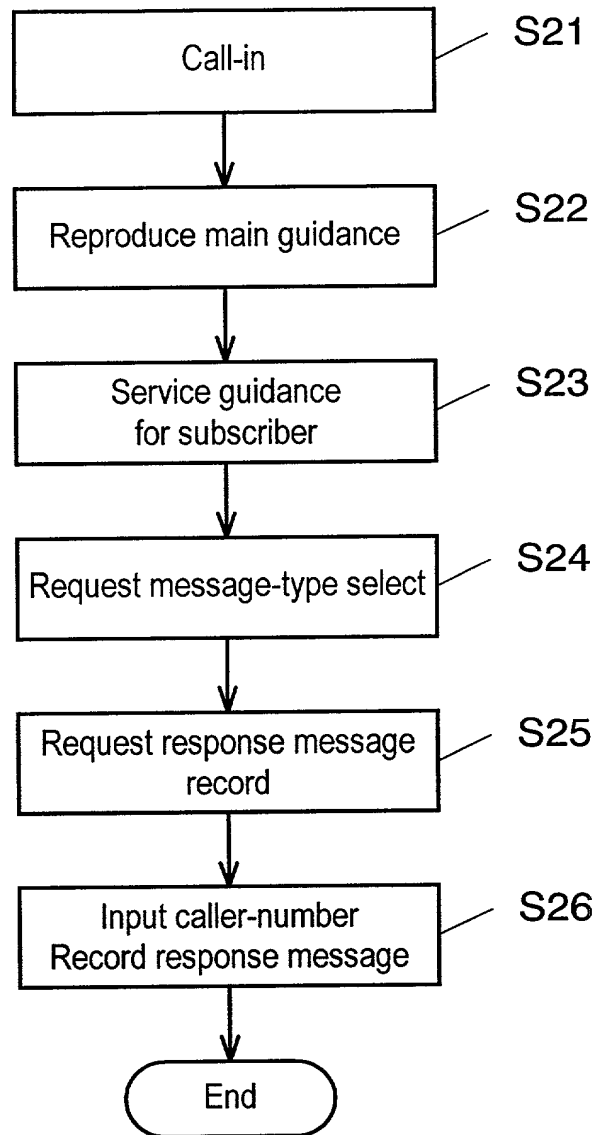 Call-in
S21
Reproduce main guidance
S22
Service guidance
for subscriber
S23
Request message-type select
S24
Request response message
record
S25
Input caller-number
Record response message
S26
End